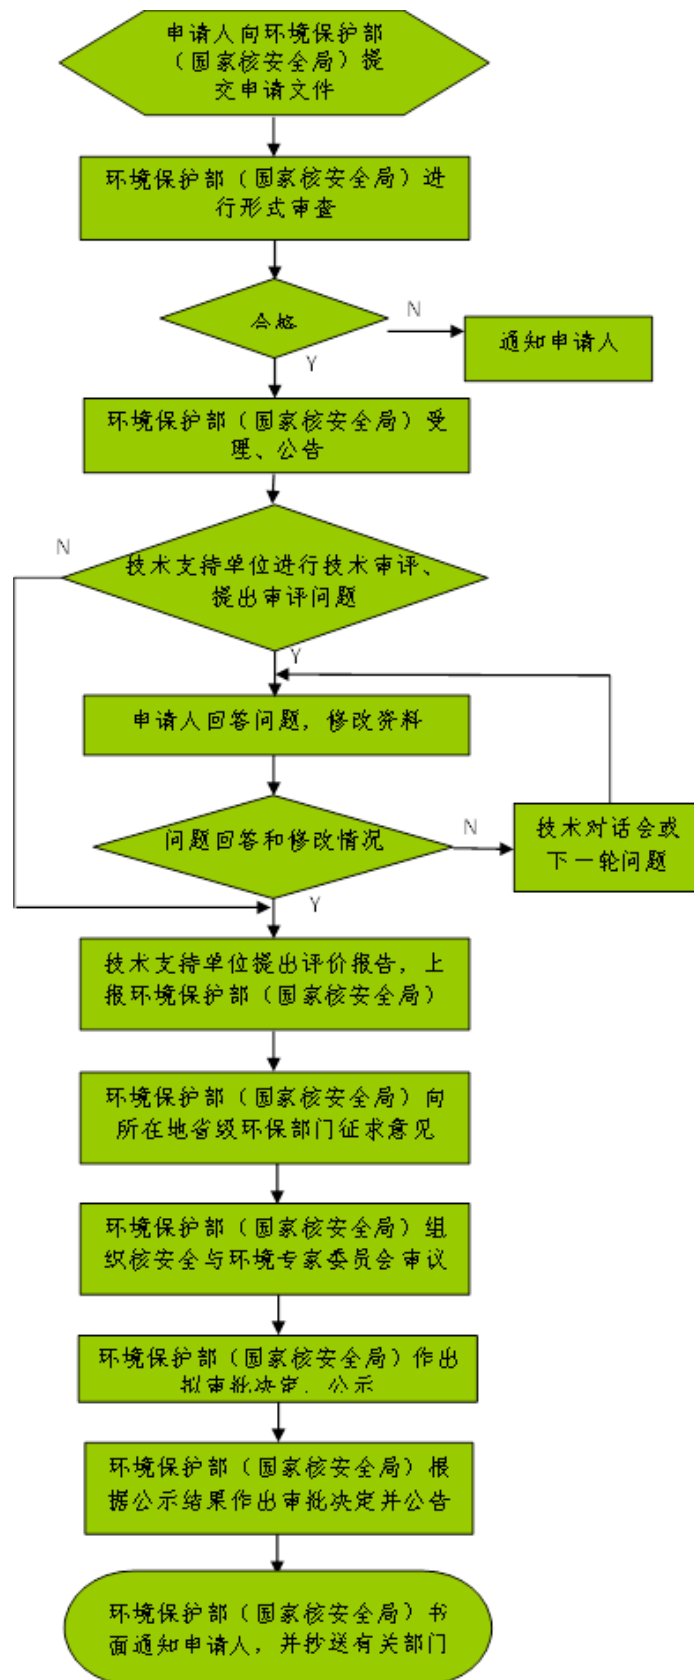 申请人向环境保护部
（国家核安全局）提
交申请文件
环境保护部（国家核安全局）进
行形式审查
合格
N
通知申请人
Y
环境保护部（国家核安全局）受
理、公告
N
技术支持单位进行技术审评、
提出审评问题
Y
申请人回答问题，修改资料
问题回答和修改情况
N
技术对话会或
下一轮问题
Y
技术支持单位提出评价报告，上
报环境保护部（国家核安全局）
环境保护部（国家核安全局）向
所在地省级环保部门征求意见
环境保护部（国家核安全局）组
织核安全与环境专家委员会审议
环境保护部（国家核安全局）作出
拟审批决定、公示
环境保护部（国家核安全局）根
据公示结果作出审批决定并公告
环境保护部（国家核安全局）书
面通知申请人，并抄送有关部门